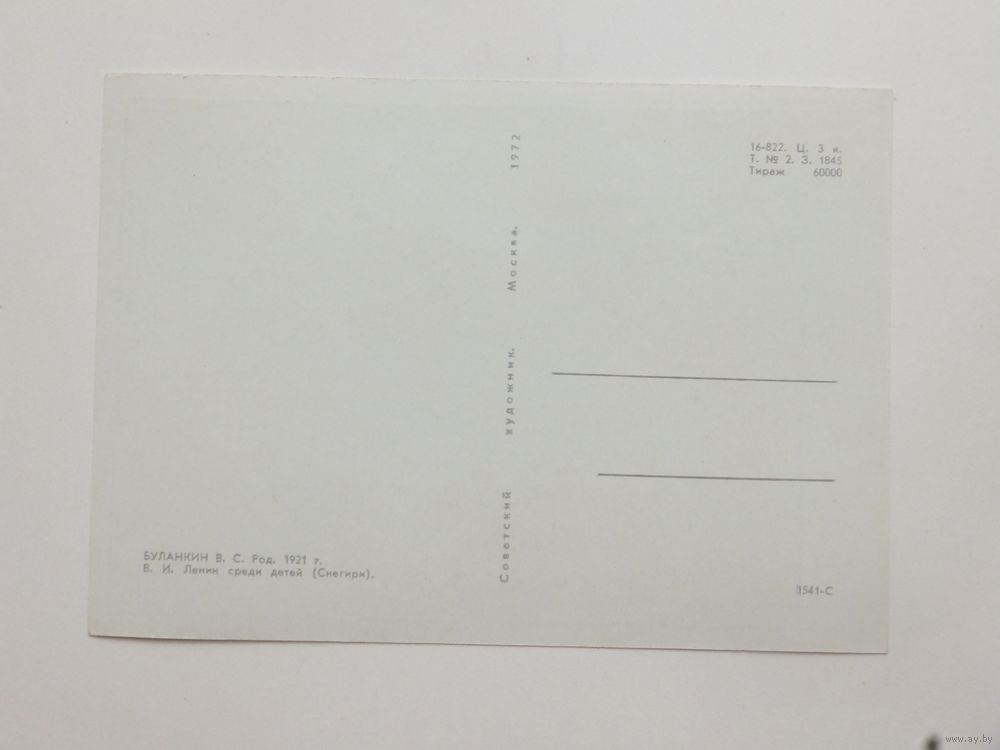 16-822. Ц. 3 к.
Т. № 2. З. 1845
Тираж 60000
Советский художник. Москва. 1972
БУЛАНКИН В. С. Род. 1921 г.
В. И. Ленин среди детей (Снегири).
1541-С
www.ay.by